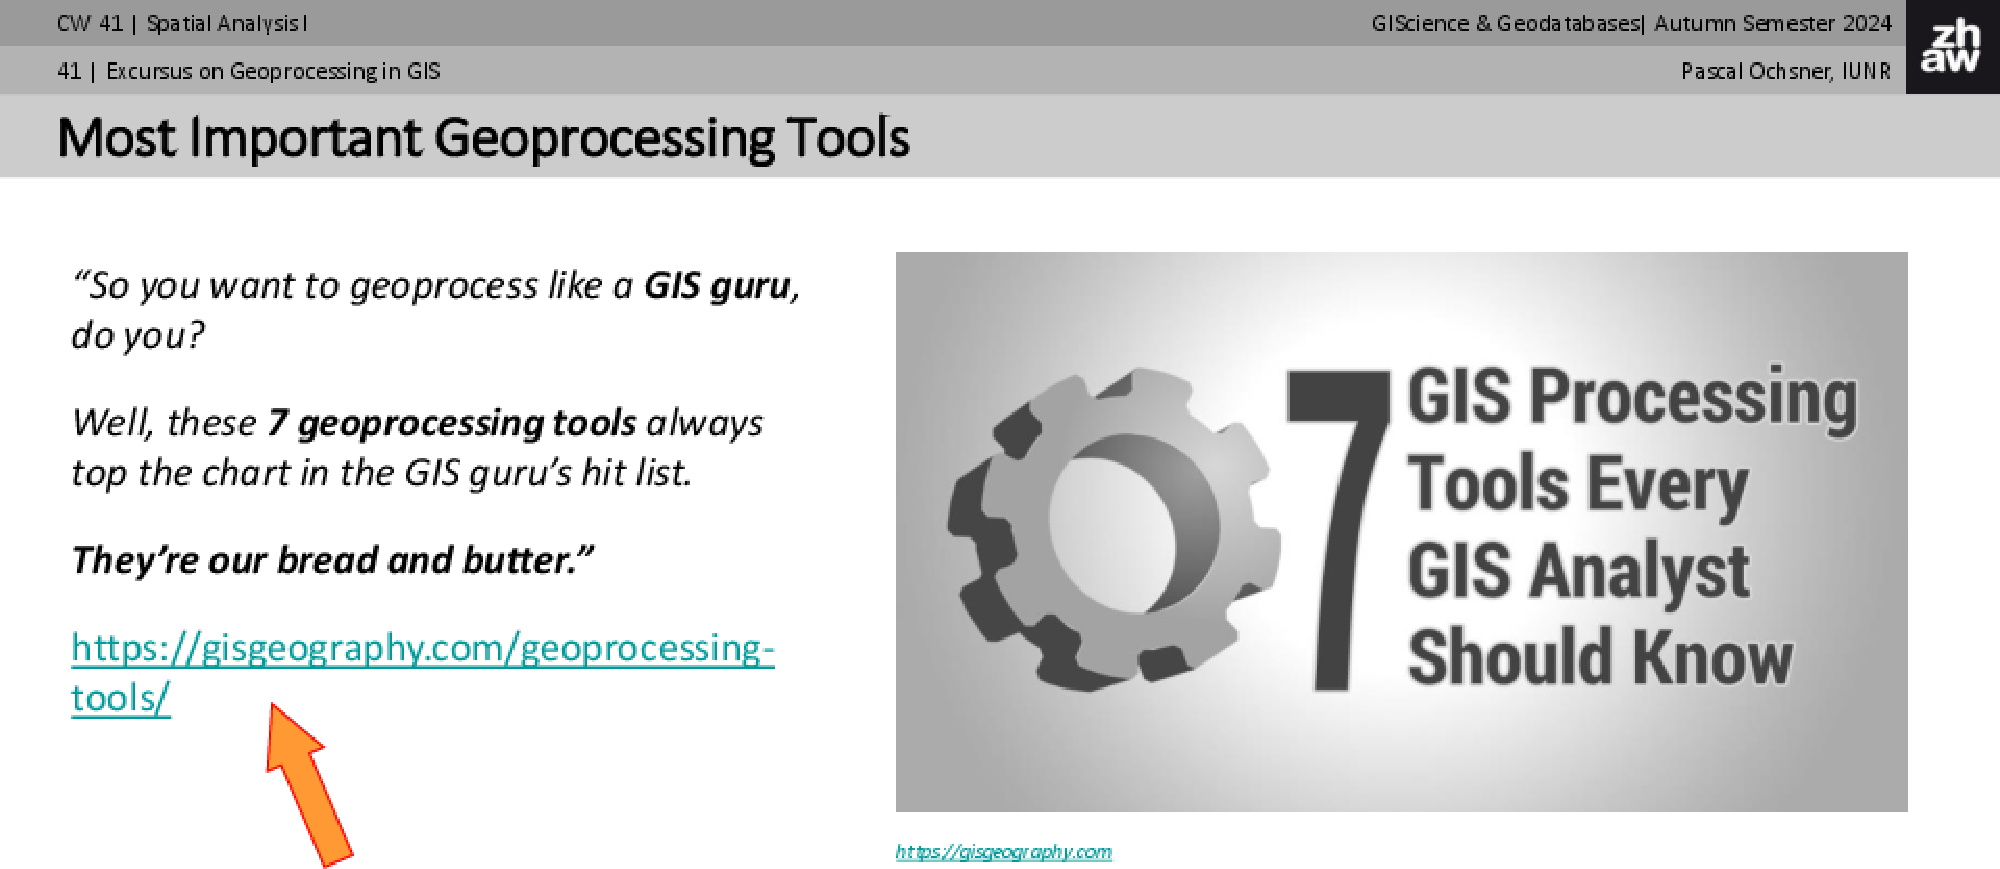 CW 41 | Spatial Analysis I
GIScience & Geodatabases| Autumn Semester 2024
zh
aw
41 | Excursus on Geoprocessing in GIS
Pascal Ochsner, IUNR
Most Important Geoprocessing Tools
“So you want to geoprocess like a GIS guru,
do you?
Well, these 7 geoprocessing tools always
top the chart in the GIS guru’s hit list.
They’re our bread and butter.”
https://gisgeography.com/geoprocessing-
tools/
7 GIS Processing
Tools Every
GIS Analyst
Should Know
https://gisgeography.com